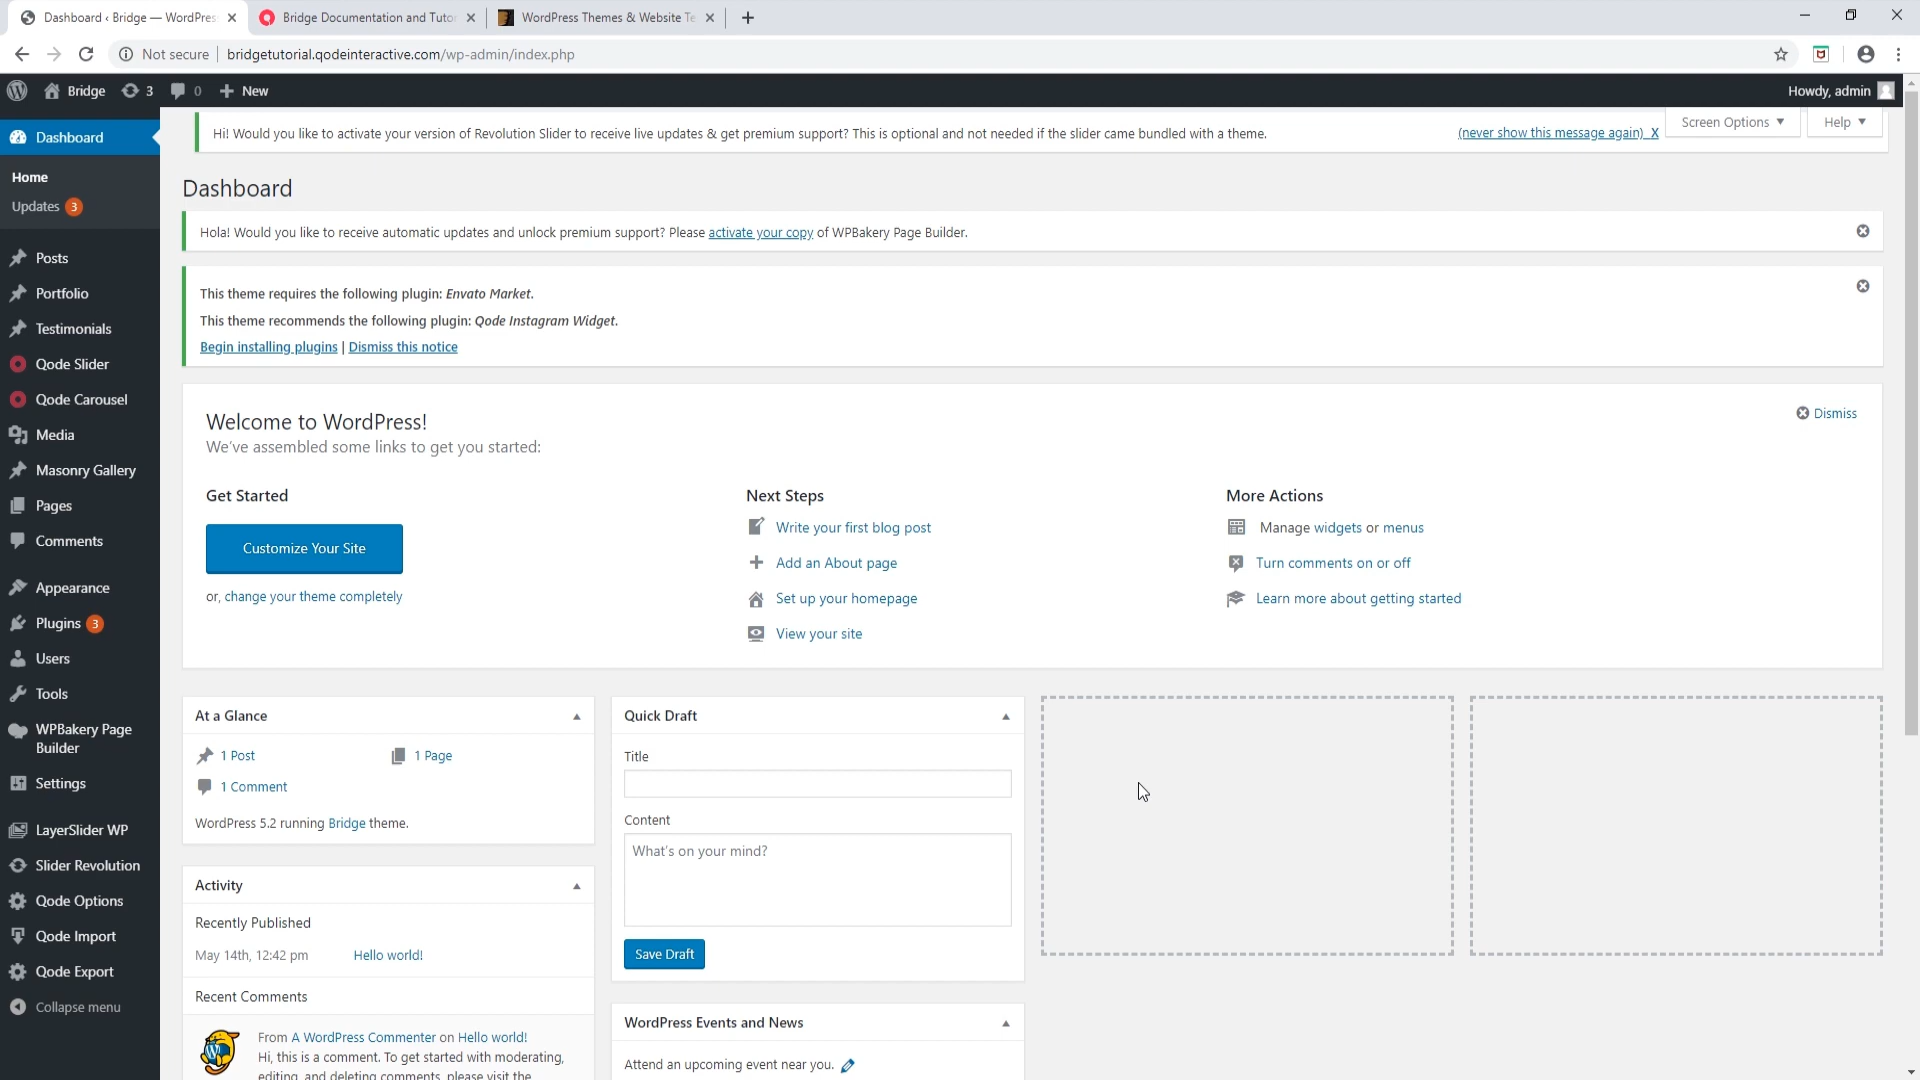 Dashboard ‹ Bridge — WordPres
Bridge Documentation and Tuto
WordPress Themes & Website Te
Not secure
bridgetutorial.qodeinteractive.com/wp-admin/index.php
Bridge
3
0
New
Howdy, admin
Dashboard
Home
Updates 3
Posts
Portfolio
Testimonials
Qode Slider
Qode Carousel
Media
Masonry Gallery
Pages
Comments
Appearance
Plugins 3
Users
Tools
WPBakery Page
Builder
Settings
LayerSlider WP
Slider Revolution
Qode Options
Qode Import
Qode Export
Collapse menu
Hi! Would you like to activate your version of Revolution Slider to receive live updates & get premium support? This is optional and not needed if the slider came bundled with a theme.
(never show this message again) X
Screen Options
Help
Dashboard
Hola! Would you like to receive automatic updates and unlock premium support? Please activate your copy of WPBakery Page Builder.
This theme requires the following plugin: Envato Market.
This theme recommends the following plugin: Qode Instagram Widget.
Begin installing plugins | Dismiss this notice
Welcome to WordPress!
We've assembled some links to get you started:
Dismiss
Get Started
Customize Your Site
or, change your theme completely
Next Steps
Write your first blog post
Add an About page
Set up your homepage
View your site
More Actions
Manage widgets or menus
Turn comments on or off
Learn more about getting started
At a Glance
1 Post
1 Page
1 Comment
WordPress 5.2 running Bridge theme.
Activity
Recently Published
May 14th, 12:42 pm
Hello world!
Recent Comments
From A WordPress Commenter on Hello world!
Hi, this is a comment. To get started with moderating,
editing, and deleting comments, please visit the
Quick Draft
Title
Content
What's on your mind?
Save Draft
WordPress Events and News
Attend an upcoming event near you.